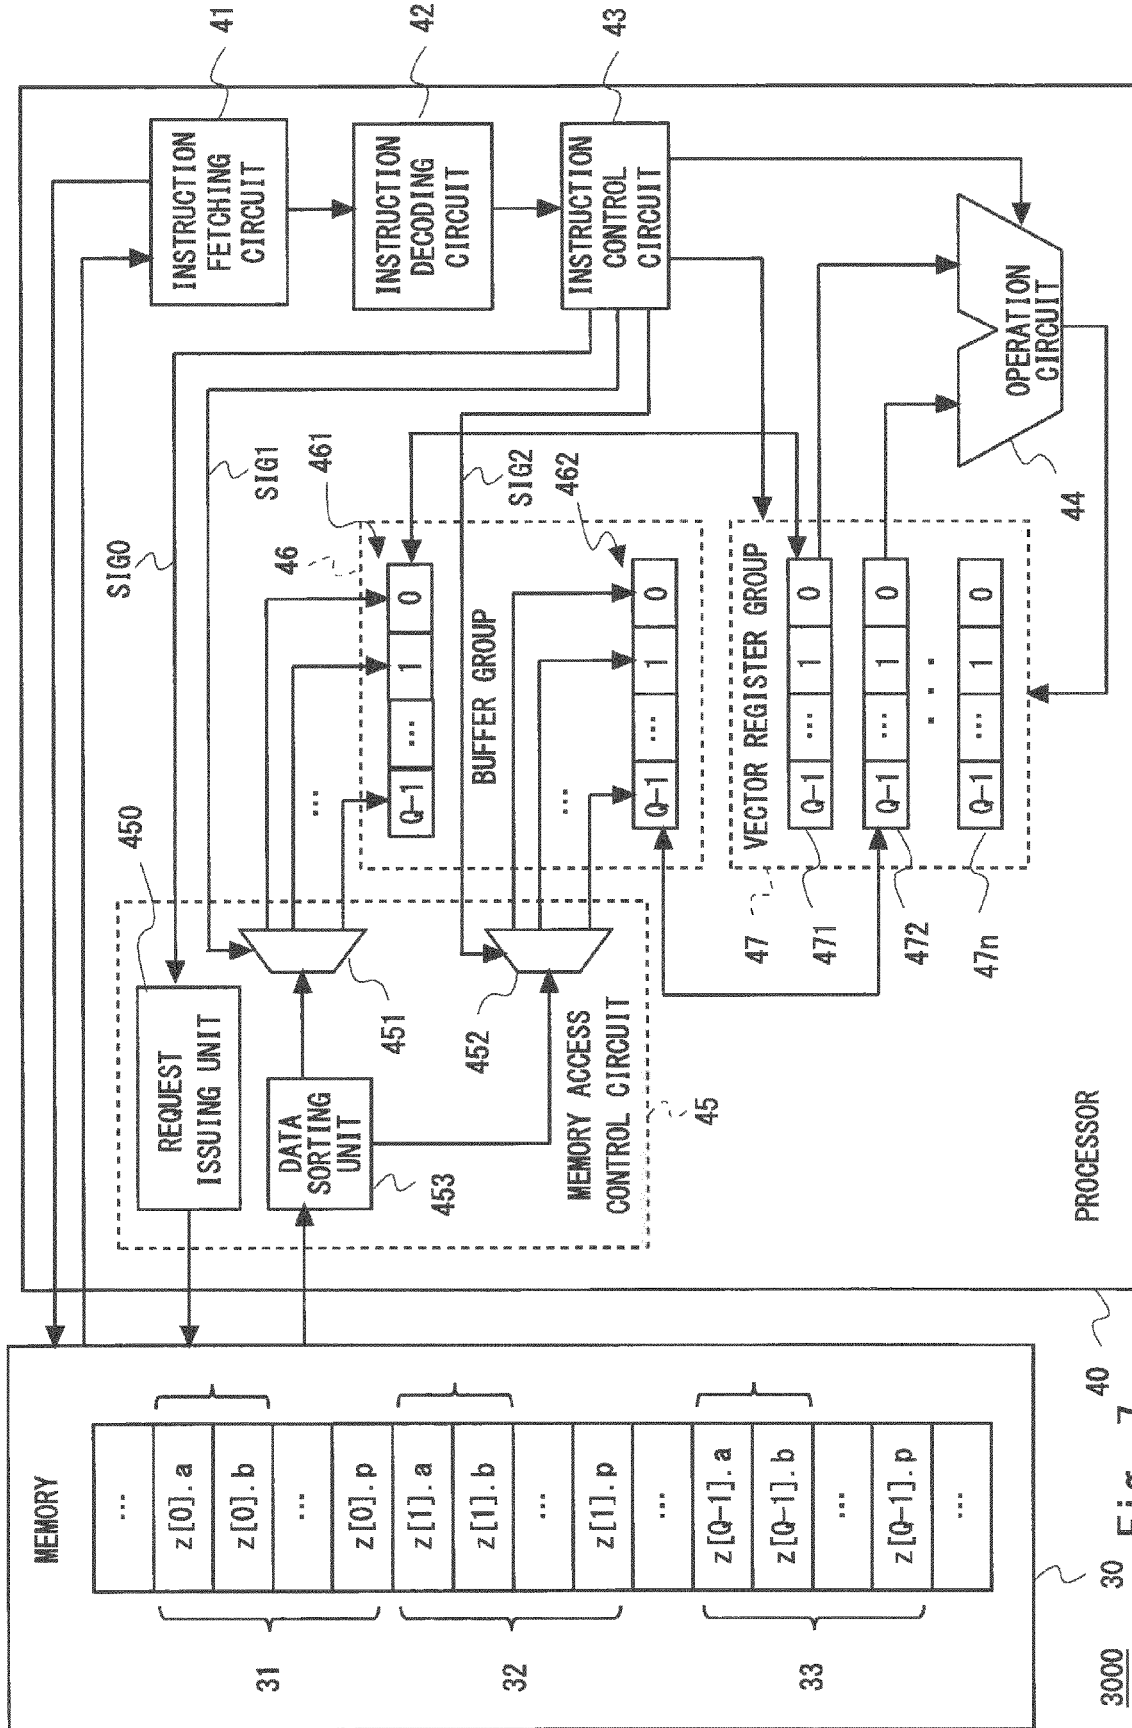 3000
30
MEMORY
...
z[0].a
z[0].b
...
z[0].p
z[1].a
z[1].b
...
z[1].p
...
z[Q-1].a
z[Q-1].b
...
z[Q-1].p
...
31
32
33
40
PROCESSOR
REQUEST
ISSUING UNIT
450
DATA
SORTING
UNIT
453
451
452
MEMORY ACCESS
CONTROL CIRCUIT
45
SIG0
SIG1
SIG2
46
461
Q-1
...
1
0
...
BUFFER GROUP
462
Q-1
...
1
0
...
47
VECTOR REGISTER GROUP
Q-1
...
1
0
471
Q-1
...
1
0
472
...
Q-1
...
1
0
47n
INSTRUCTION
FETCHING
CIRCUIT
41
INSTRUCTION
DECODING
CIRCUIT
42
INSTRUCTION
CONTROL
CIRCUIT
43
OPERATION
CIRCUIT
44